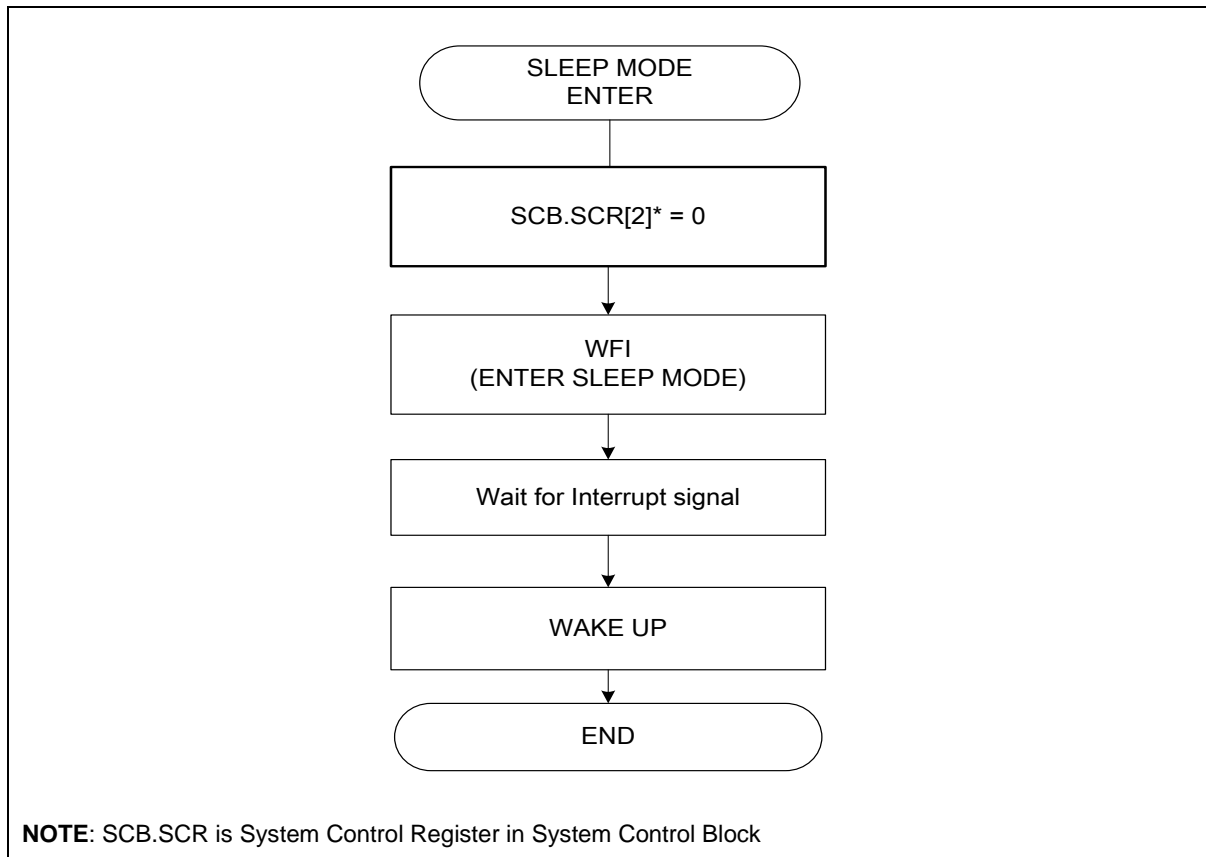 SLEEP MODE
ENTER
SCB.SCR[2]* = 0
WFI
(ENTER SLEEP MODE)
Wait for Interrupt signal
WAKE UP
END
NOTE: SCB.SCR is System Control Register in System Control Block